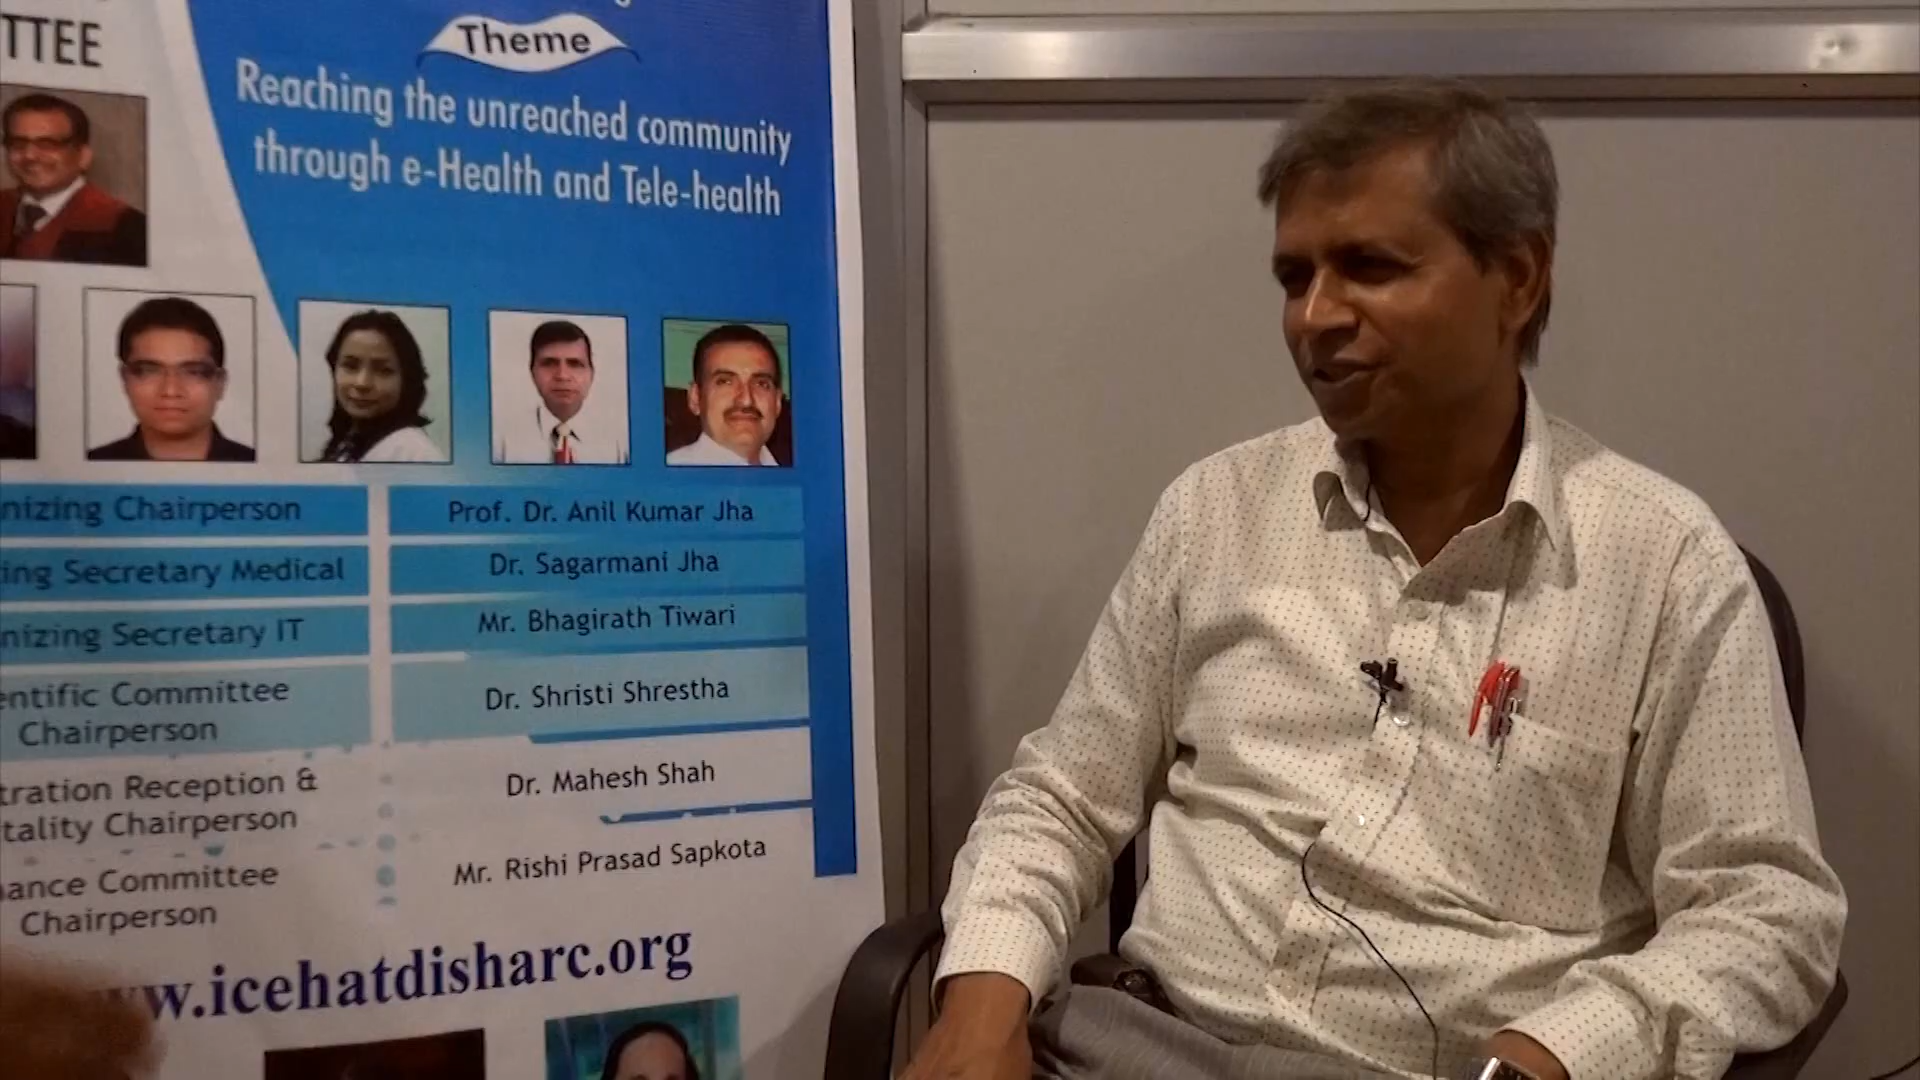 TTEE
Theme
Reaching the unreached community
through e-Health and Tele-health
nizing Chairperson
Prof. Dr. Anil Kumar Jha
ing Secretary Medical
Dr. Sagarmani Jha
nizing Secretary IT
Mr. Bhagirath Tiwari
entific Committee
Chairperson
Dr. Shristi Shrestha
tration Reception &
tality Chairperson
Dr. Mahesh Shah
ance Committee
Chairperson
Mr. Rishi Prasad Sapkota
ww.icehatdisharc.org